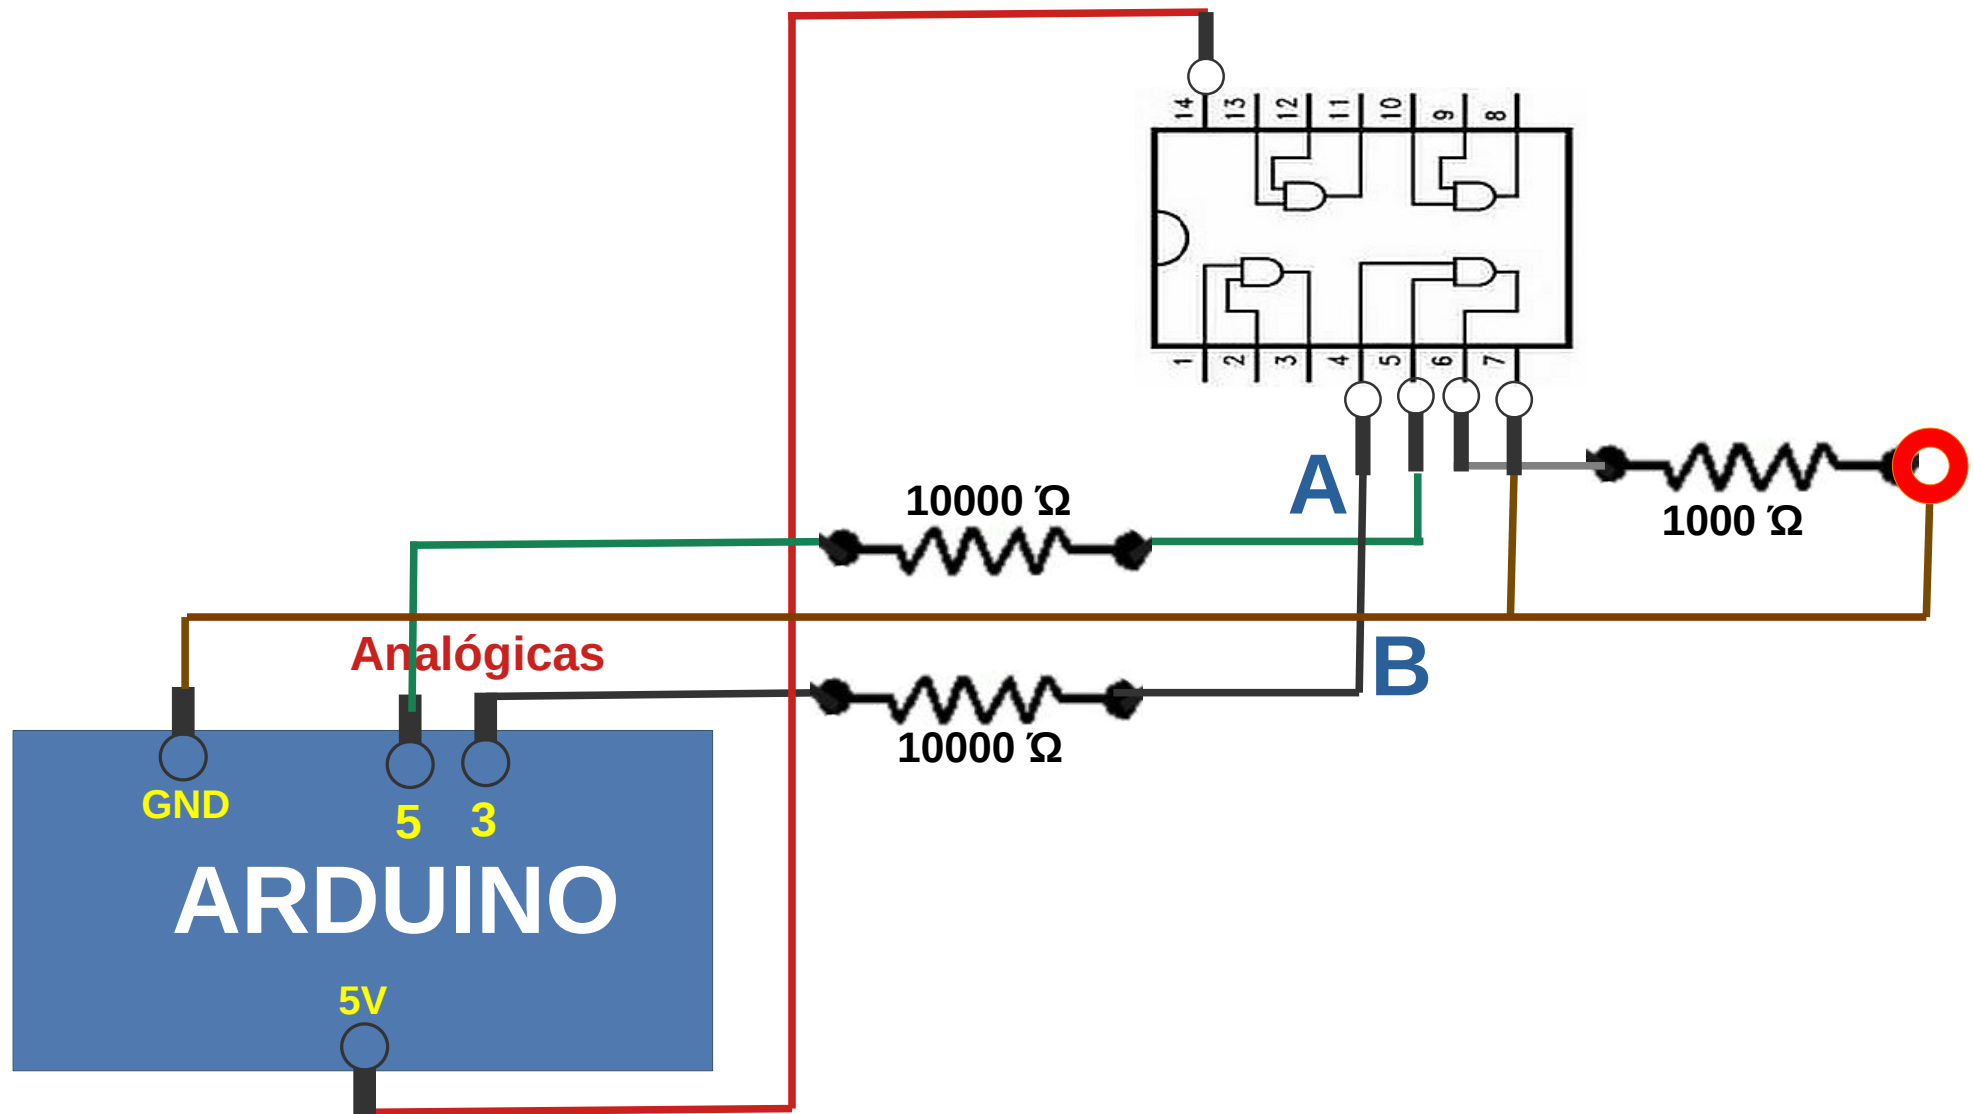 14 13 12 11 10 9 8
1 2 3 4 5 6 7
A
10000 Ώ
1000 Ώ
Analógicas
B
10000 Ώ
GND
5 3
ARDUINO
5V